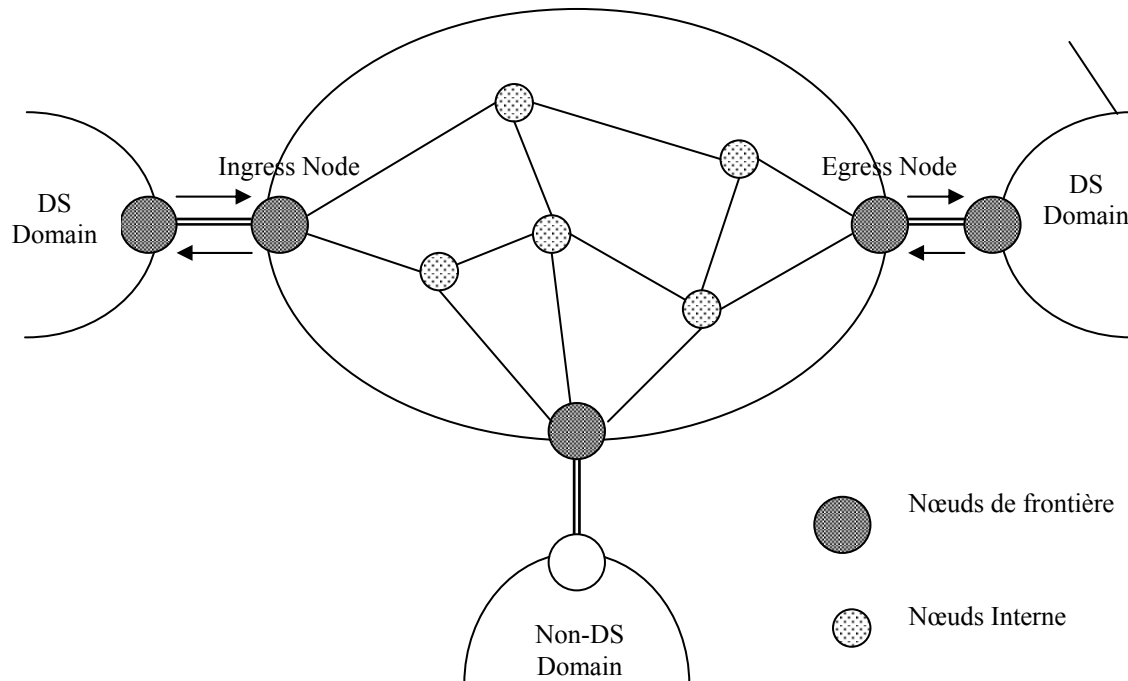 Ingress Node
Egress Node
DS
Domain
DS
Domain
Nœuds de frontière
Nœuds Interne
Non-DS
Domain